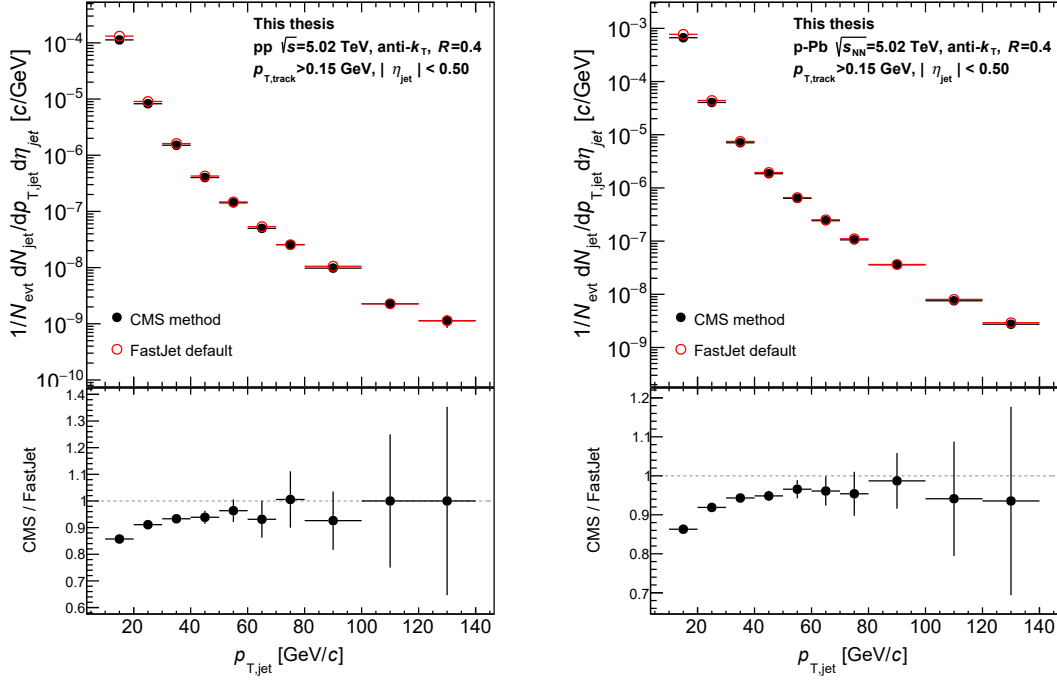 This thesis
pp √s=5.02 TeV, anti-kT, R=0.4
pT,track>0.15 GeV, | ηjet | < 0.50
1/Nevt dNjet/dpT,jet dηjet [c/GeV]
10−4
10−5
10−6
10−7
10−8
10−9
10−10
CMS method
FastJet default
CMS / FastJet
1.4
1.3
1.2
1.1
1.0
0.9
0.8
0.7
0.6
20 40 60 80 100 120 140
pT,jet [GeV/c]
This thesis
p-Pb √sNN=5.02 TeV, anti-kT, R=0.4
pT,track>0.15 GeV, | ηjet | < 0.50
1/Nevt dNjet/dpT,jet dηjet [c/GeV]
10−3
10−4
10−5
10−6
10−7
10−8
10−9
CMS method
FastJet default
CMS / FastJet
1.2
1.1
1
0.9
0.8
0.7
20 40 60 80 100 120 140
pT,jet [GeV/c]